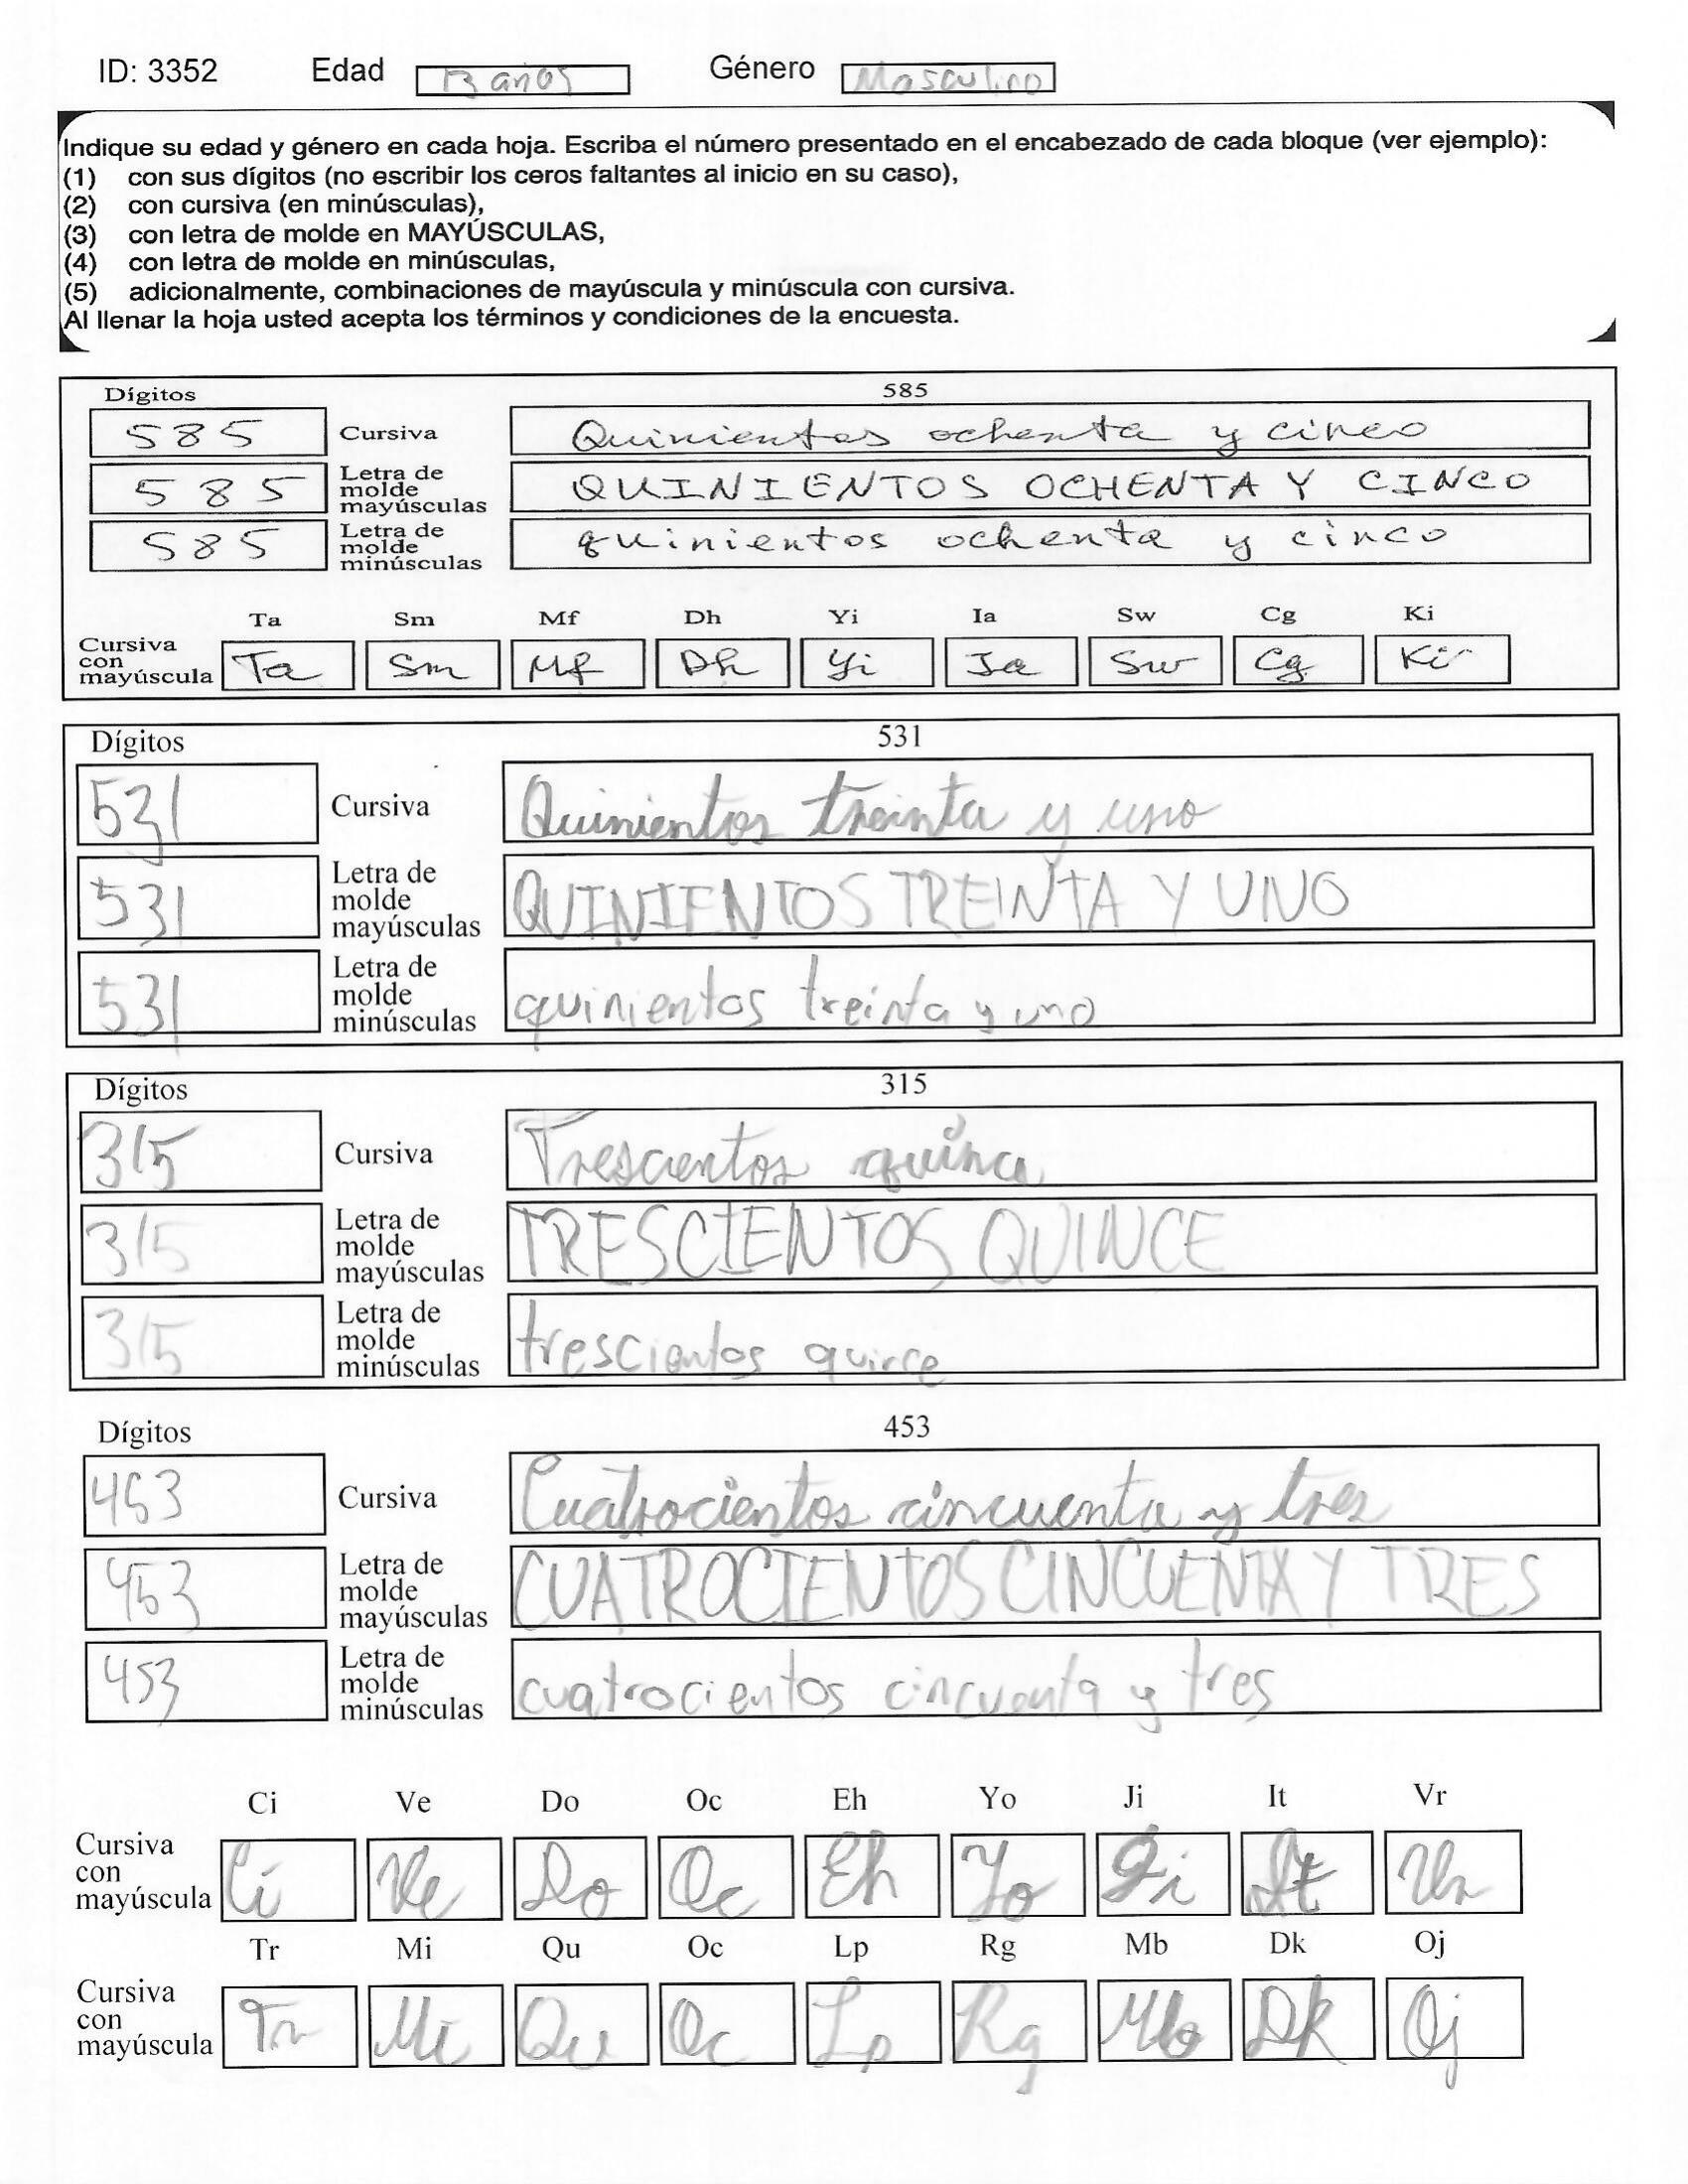 ID: 3352 Edad 13 años Género Masculino
Indique su edad y género en cada hoja. Escriba el número presentado en el encabezado de cada bloque (ver ejemplo):
(1) con sus dígitos (no escribir los ceros faltantes al inicio en su caso),
(2) con cursiva (en minúsculas),
(3) con letra de molde en MAYÚSCULAS,
(4) con letra de molde en minúsculas,
(5) adicionalmente, combinaciones de mayúscula y minúscula con cursiva.
Al llenar la hoja usted acepta los términos y condiciones de la encuesta.
Dígitos 585
585 Cursiva Quinientos ochenta y cinco
585 Letra de molde mayúsculas QUINIENTOS OCHENTA Y CINCO
585 Letra de molde minúsculas quinientos ochenta y cinco
Ta Sm Mf Dh Yi Ia Sw Cg Ki
Cursiva con mayúscula Ta Sm Mf Dh Yi Ia Sw Cg Ki
Dígitos 531
531 Cursiva Quinientos treinta y uno
531 Letra de molde mayúsculas QUINIENTOS TREINTA Y UNO
531 Letra de molde minúsculas quinientos treinta y uno
Dígitos 315
315 Cursiva Trescientos quince
315 Letra de molde mayúsculas TRESCIENTOS QUINCE
315 Letra de molde minúsculas trescientos quince
Dígitos 453
453 Cursiva Cuatrocientos cincuenta y tres
453 Letra de molde mayúsculas CUATROCIENTOS CINCUENTA Y TRES
453 Letra de molde minúsculas cuatrocientos cincuenta y tres
Ci Ve Do Oc Eh Yo Ji It Vr
Cursiva con mayúscula Ci Ve Do Oc Eh Yo Ji It Vr
Tr Mi Qu Oc Lp Rg Mb Dk Oj
Cursiva con mayúscula Tr Mi Qu Oc Lp Rg Mb Dk Oj